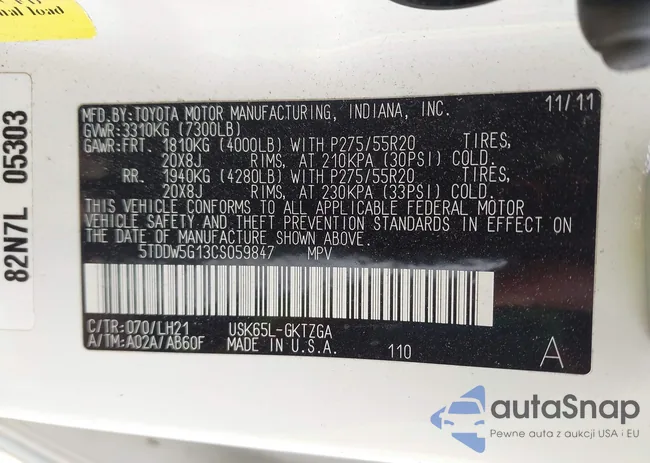 ral load
82N7L 05303
MFD.BY:TOYOTA MOTOR MANUFACTURING, INDIANA, INC. 11/11
GVWR:3310KG (7300LB)
GAWR:FRT. 1810KG (4000LB) WITH P275/55R20 TIRES,
20X8J RIMS, AT 210KPA (30PSI) COLD.
RR. 1940KG (4280LB) WITH P275/55R20 TIRES,
20X8J RIMS, AT 230KPA (33PSI) COLD.
THIS VEHICLE CONFORMS TO ALL APPLICABLE FEDERAL MOTOR
VEHICLE SAFETY AND THEFT PREVENTION STANDARDS IN EFFECT ON
THE DATE OF MANUFACTURE SHOWN ABOVE.
5TDDW5G13CS059847 MPV
C/TR:070/LH21 USK65L-GKTZGA
A/TM:A02A/AB60F MADE IN U.S.A. 110 A
autaSnap
Pewne auta z aukcji USA i EU